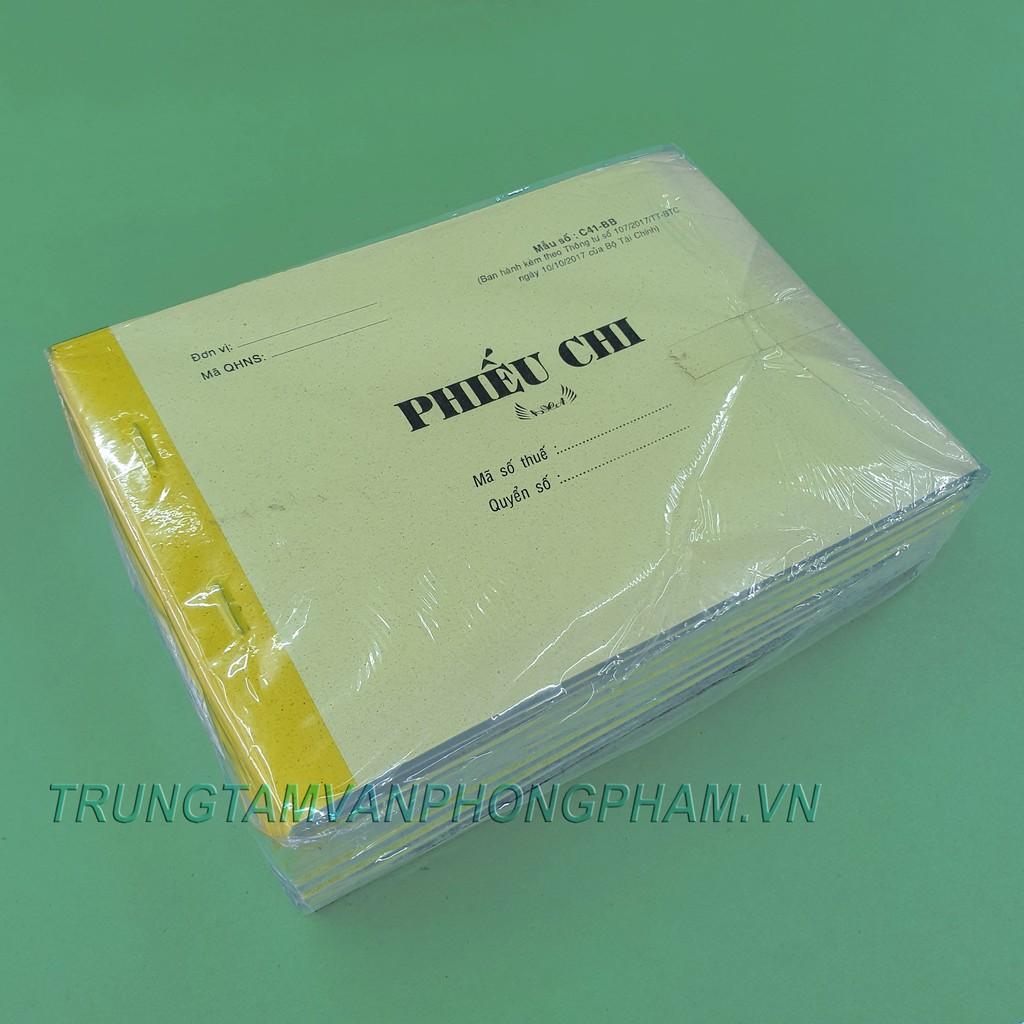 Mẫu số : C41-BB
(Ban hành kèm theo Thông tư số 107/2017/TT-BTC
ngày 10/10/2017 của Bộ Tài Chính)
Đơn vị:
Mã QHNS:
PHIẾU CHI
Mã số thuế :
Quyển số :
TRUNGTAMVANPHONGPHAM.VN